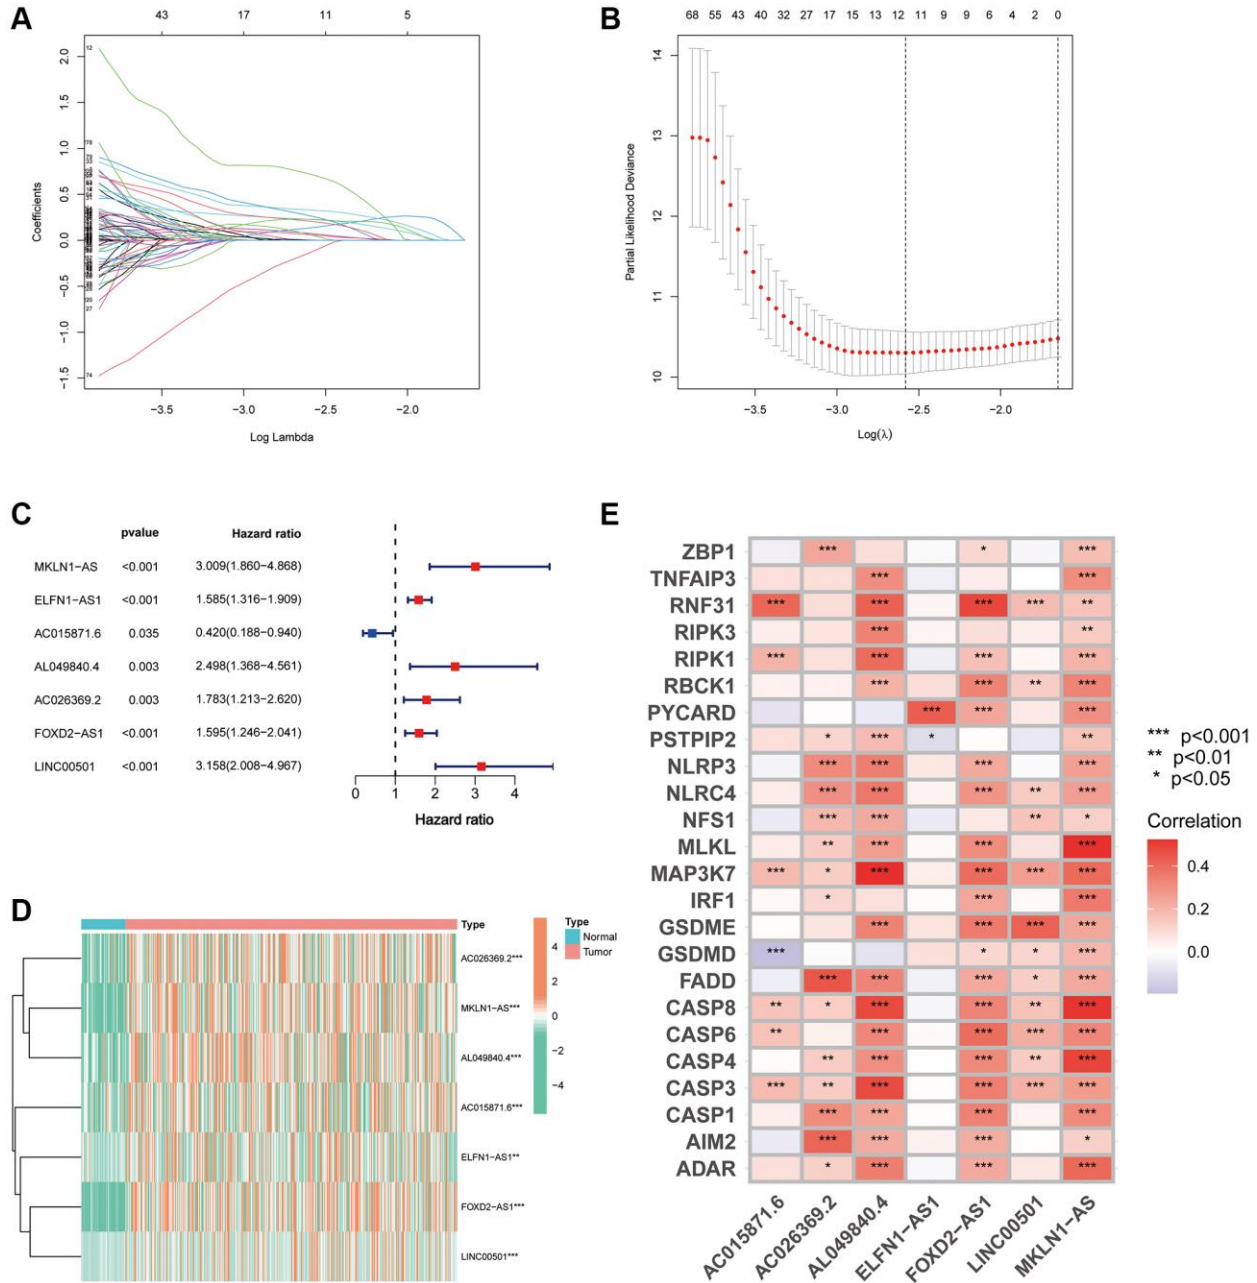 A
43 17 11 5
2.0
1.5
1.0
0.5
0.0
−0.5
−1.0
−1.5
Coefficients
12
78
120
27
74
−3.5 −3.0 −2.5 −2.0
Log Lambda
B
68 55 43 40 32 27 17 15 13 12 11 9 9 6 4 2 0
14
13
12
11
10
Partial Likelihood Deviance
−3.5 −3.0 −2.5 −2.0
Log(λ)
C
pvalue Hazard ratio
MKLN1−AS <0.001 3.009(1.860−4.868)
ELFN1−AS1 <0.001 1.585(1.316−1.909)
AC015871.6 0.035 0.420(0.188−0.940)
AL049840.4 0.003 2.498(1.368−4.561)
AC026369.2 0.003 1.783(1.213−2.620)
FOXD2−AS1 <0.001 1.595(1.246−2.041)
LINC00501 <0.001 3.158(2.008−4.967)
0 1 2 3 4
Hazard ratio
D
Type
AC026369.2***
MKLN1−AS***
AL049840.4***
AC015871.6***
ELFN1−AS1**
FOXD2−AS1***
LINC00501***
4
2
0
−2
−4
Type
Normal
Tumor
E
ZBP1 *** * ***
TNFAIP3 *** ***
RNF31 *** *** *** *** **
RIPK3 *** **
RIPK1 *** *** *** ***
RBCK1 *** *** ** ***
PYCARD *** *** ***
PSTPIP2 * *** * **
NLRP3 *** *** *** ***
NLRC4 *** *** *** ** ***
NFS1 *** *** ** *
MLKL ** *** *** ***
MAP3K7 *** * *** *** *** ***
IRF1 * *** ***
GSDME *** *** *** ***
GSDMD *** * * ***
FADD *** *** *** * ***
CASP8 ** * *** *** ** ***
CASP6 ** *** *** *** ***
CASP4 ** *** *** ** ***
CASP3 *** ** *** *** *** ***
CASP1 *** *** *** ***
AIM2 *** *** *** *
ADAR * *** *** ***
AC015871.6 AC026369.2 AL049840.4 ELFN1−AS1 FOXD2−AS1 LINC00501 MKLN1−AS
*** p<0.001
** p<0.01
* p<0.05
Correlation
0.4
0.2
0.0